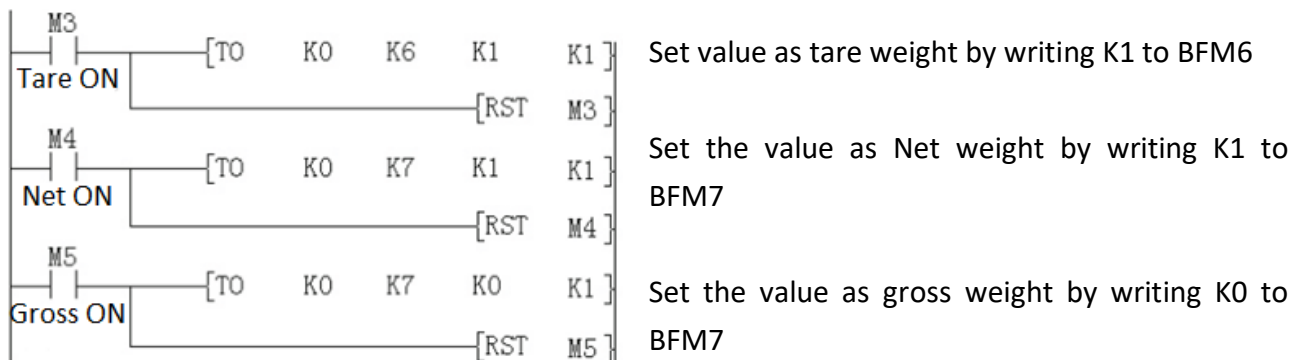 M3
[TO K0 K6 K1 K1] Set value as tare weight by writing K1 to BFM6
Tare ON
[RST M3]
M4
[TO K0 K7 K1 K1] Set the value as Net weight by writing K1 to
Net ON BFM7
[RST M4]
M5
[TO K0 K7 K0 K1] Set the value as gross weight by writing K0 to
Gross ON BFM7
[RST M5]